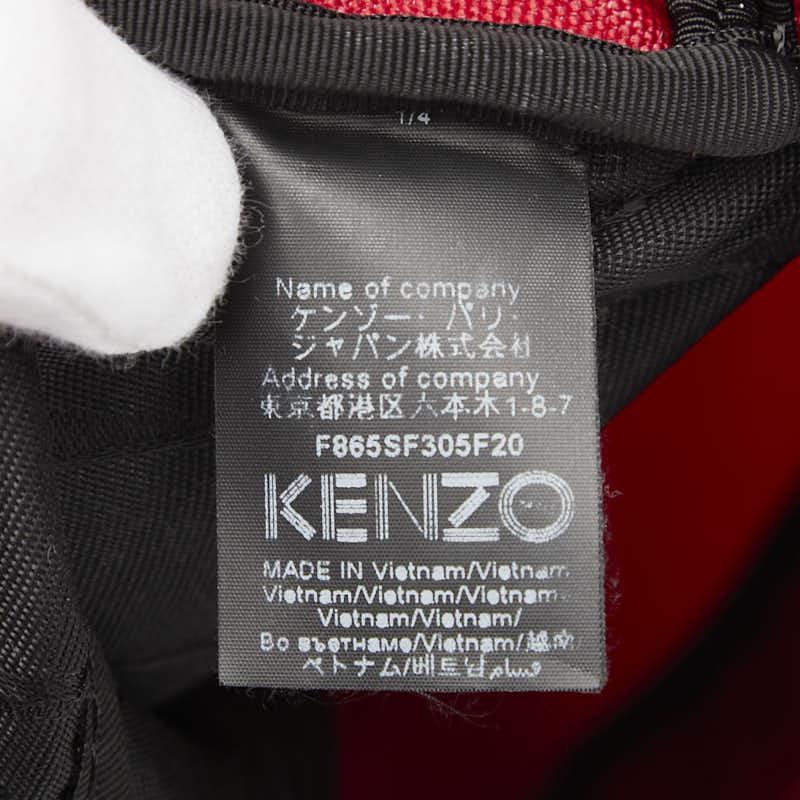 1/4
Name of company
ケンゾー・パリ・
ジャパン株式会社
Address of company
東京都港区六本木1-8-7
F865SF305F20
KENZO
MADE IN Vietnam/Vietnam/
Vietnam/Vietnam/Vietnam/
Vietnam/Vietnam/
Во вьетнаме/Vietnam/越南/
ベトナム/베트남/فيتنام